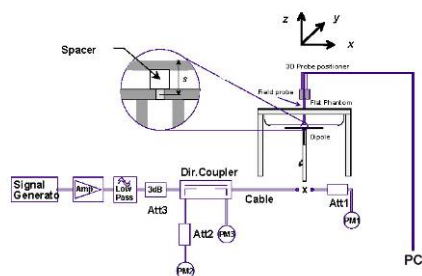 z
y
x
Spacer
s
3D Probe positioner
Field probe
Flat Phantom
Dipole
Signal
Generato
Amp
Low
Pass
3dB
Att3
Dir.Coupler
Cable
x
Att1
PM1
Att2
PM3
PM2
PC